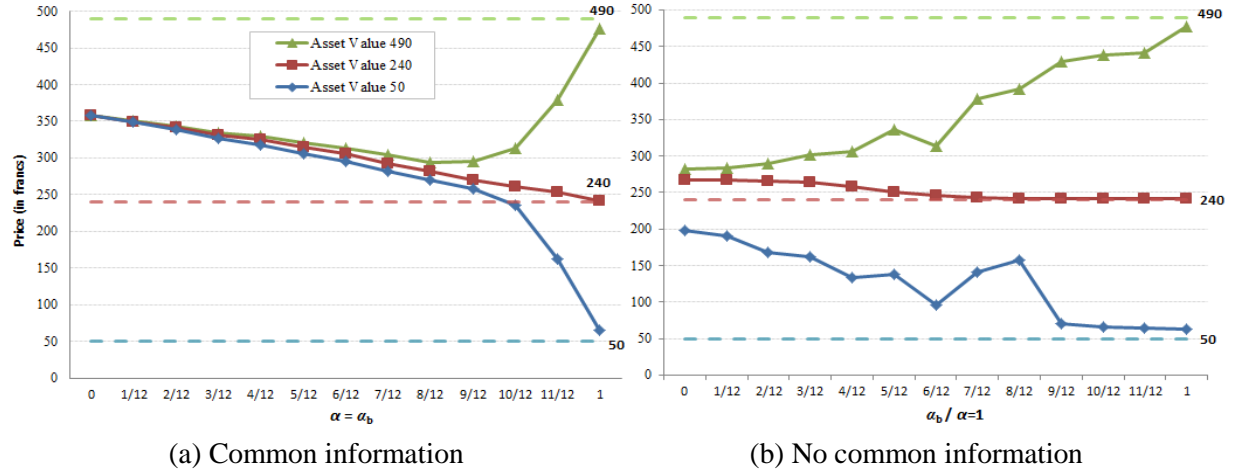 500
450
400
350
300
250
200
150
100
50
0
Price (in francs)
Asset Value 490
Asset Value 240
Asset Value 50
490
240
50
0 1/12 2/12 3/12 4/12 5/12 6/12 7/12 8/12 9/12 10/12 11/12 1
α = α_b
(a) Common information
500
450
400
350
300
250
200
150
100
50
0
490
240
50
0 1/12 2/12 3/12 4/12 5/12 6/12 7/12 8/12 9/12 10/12 11/12 1
α_b / α=1
(b) No common information